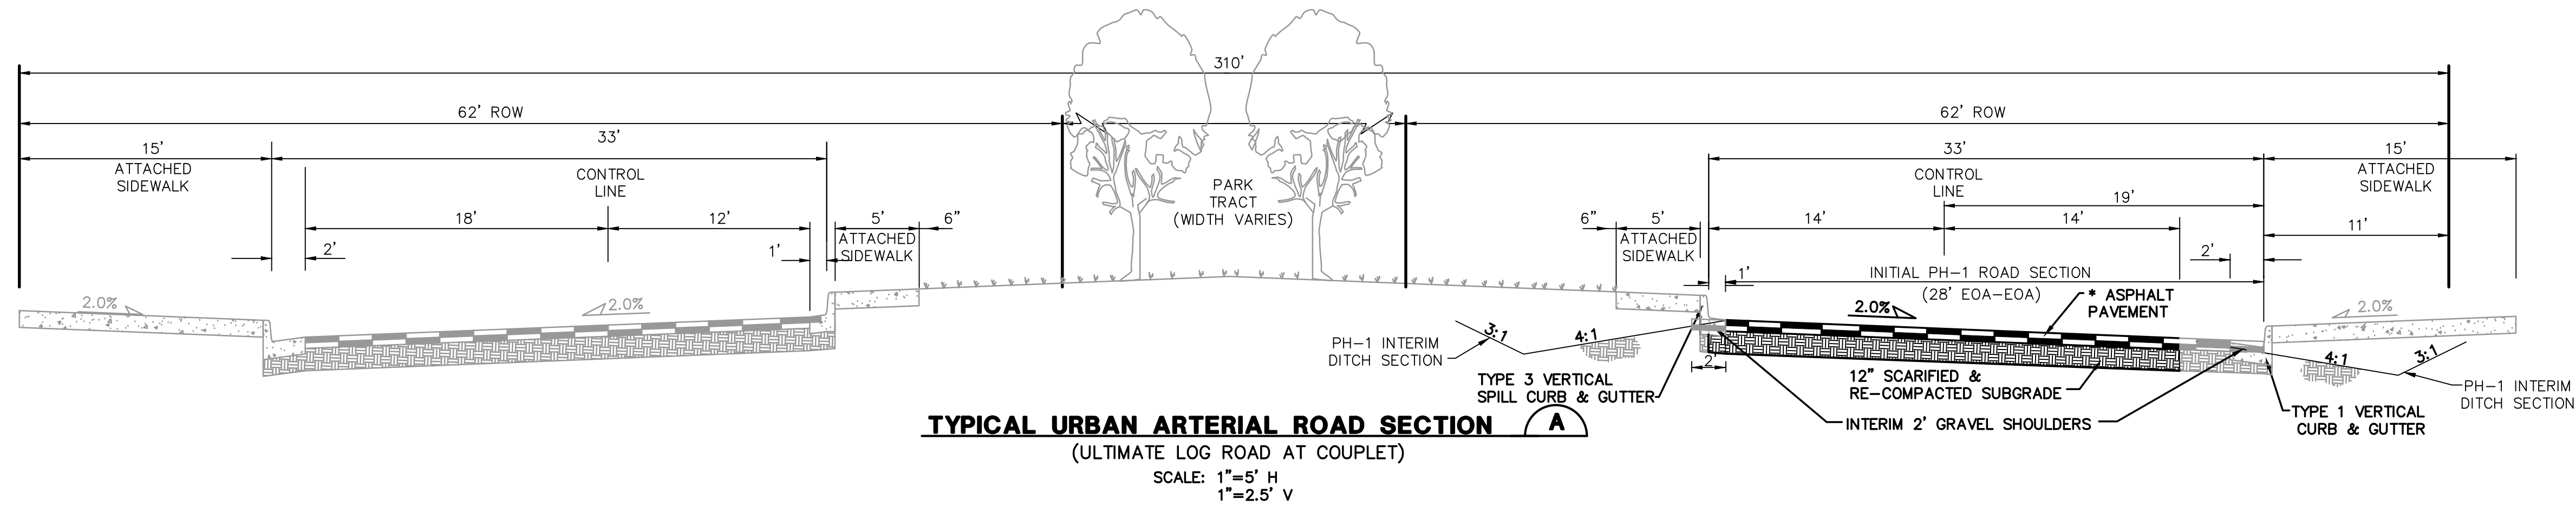 310'
62' ROW
62' ROW
33'
33'
15'
ATTACHED
SIDEWALK
CONTROL
LINE
18'
12'
5'
6"
ATTACHED
SIDEWALK
2'
1'
2.0%
2.0%
PARK
TRACT
(WIDTH VARIES)
CONTROL
LINE
15'
ATTACHED
SIDEWALK
19'
6"
5'
ATTACHED
SIDEWALK
14'
14'
11'
2'
1'
INITIAL PH-1 ROAD SECTION
(28' EOA-EOA)
* ASPHALT
PAVEMENT
2.0%
2.0%
3:1
4:1
PH-1 INTERIM
DITCH SECTION
2'
4:1
3:1
TYPE 3 VERTICAL
SPILL CURB & GUTTER
12" SCARIFIED &
RE-COMPACTED SUBGRADE
INTERIM 2' GRAVEL SHOULDERS
PH-1 INTERIM
DITCH SECTION
TYPE 1 VERTICAL
CURB & GUTTER
TYPICAL URBAN ARTERIAL ROAD SECTION
A
(ULTIMATE LOG ROAD AT COUPLET)
SCALE: 1"=5' H
1"=2.5' V